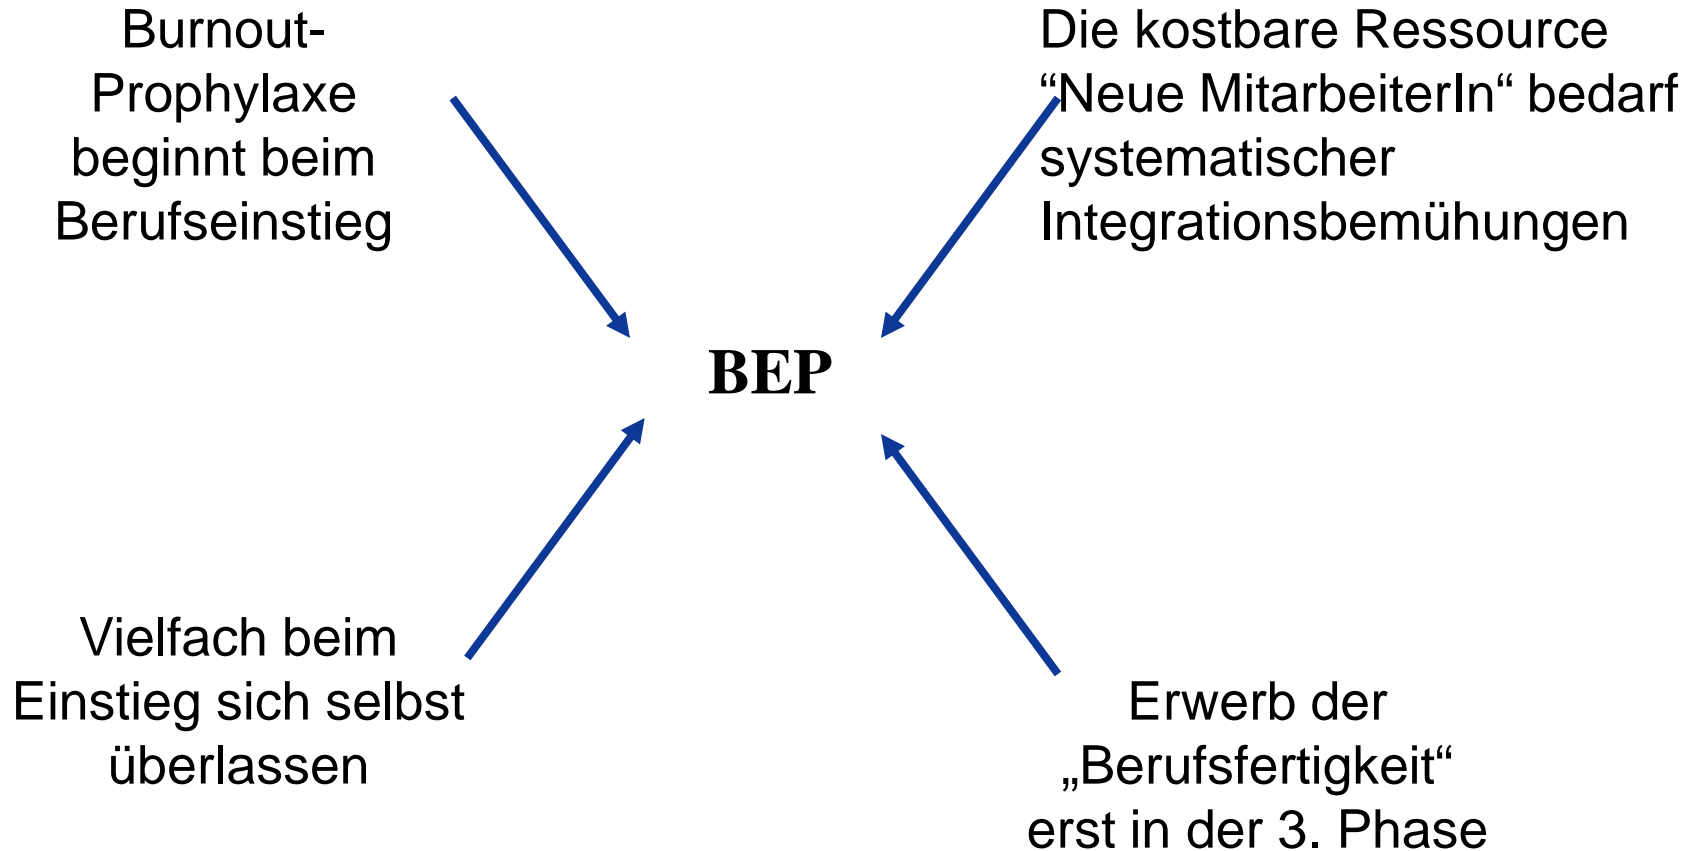 Burnout-
Prophylaxe
beginnt beim
Berufseinstieg
Die kostbare Ressource
“Neue MitarbeiterIn“ bedarf
systematischer
Integrationsbemühungen
BEP
Vielfach beim
Einstieg sich selbst
überlassen
Erwerb der
„Berufsfertigkeit“
erst in der 3. Phase